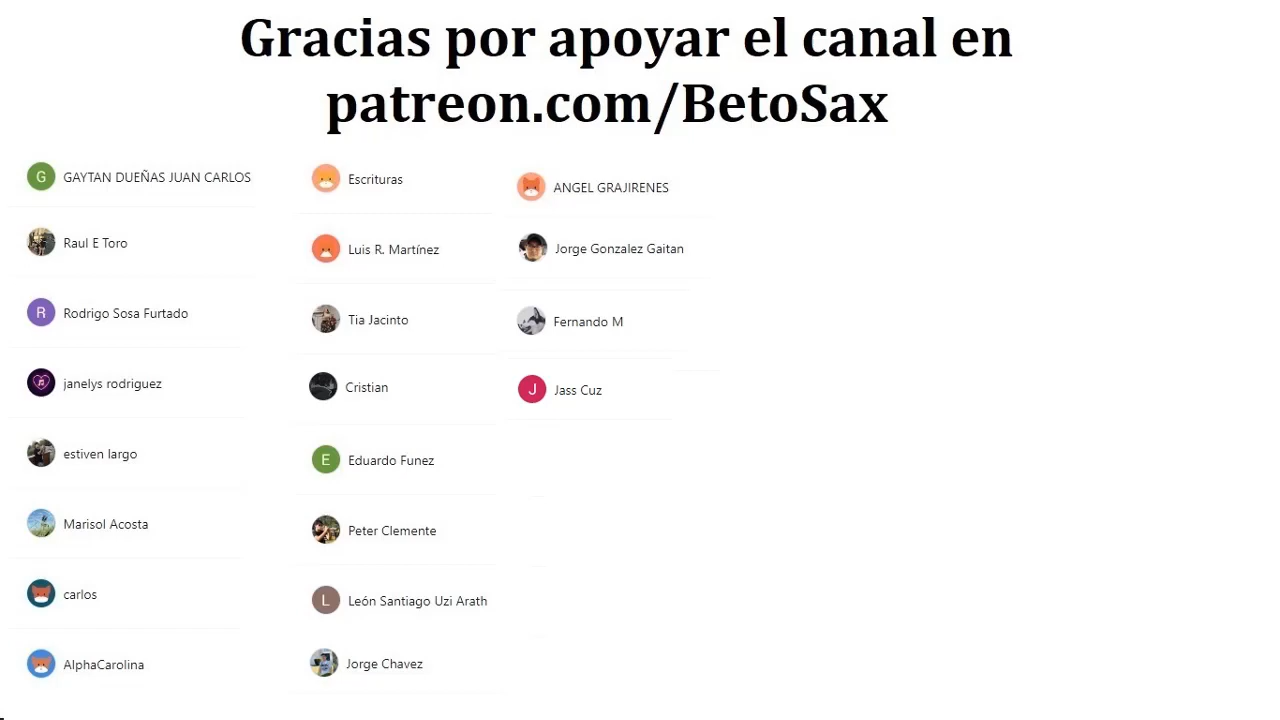 Gracias por apoyar el canal en
patreon.com/BetoSax
G GAYTAN DUEÑAS JUAN CARLOS
Raul E Toro
R Rodrigo Sosa Furtado
janelys rodriguez
estiven largo
Marisol Acosta
carlos
AlphaCarolina
Escrituras
Luis R. Martínez
Tia Jacinto
Cristian
E Eduardo Funez
Peter Clemente
L León Santiago Uzi Arath
Jorge Chavez
ANGEL GRAJIRENES
Jorge Gonzalez Gaitan
Fernando M
J Jass Cuz